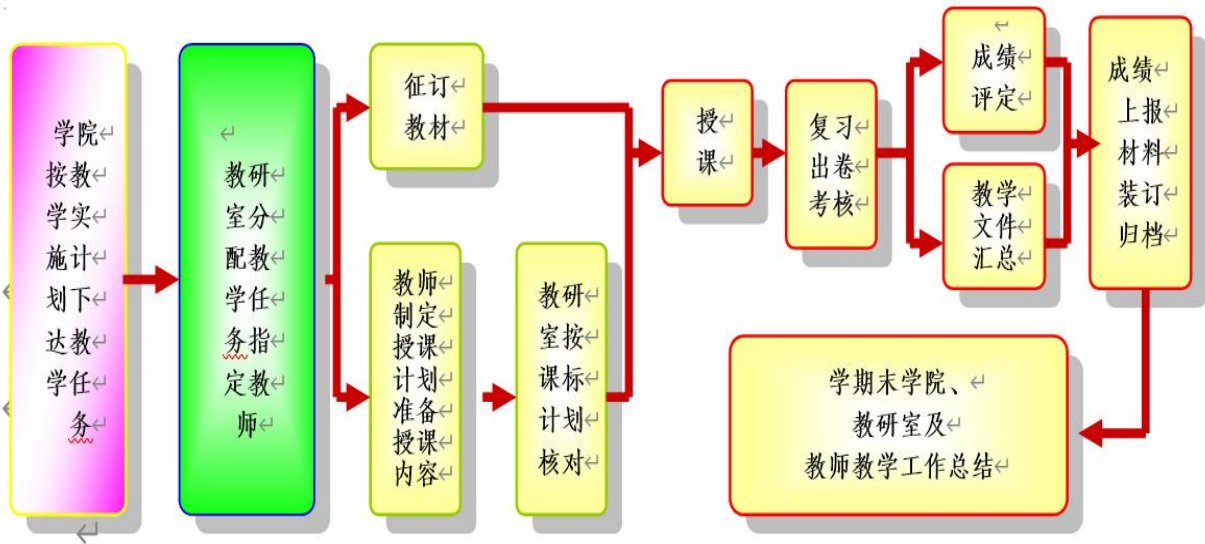 学院
按教
学实
施计
划下
达教
学任
务
教研
室分
配教
学任
务指
定教
师
征订
教材
教师
制定
授课
计划
准备
授课
内容
教研
室按
课标
计划
核对
授
课
复习
出卷
考核
成绩
评定
教学
文件
汇总
成绩
上报
材料
装订
归档
学期末学院、
教研室及
教师教学工作总结